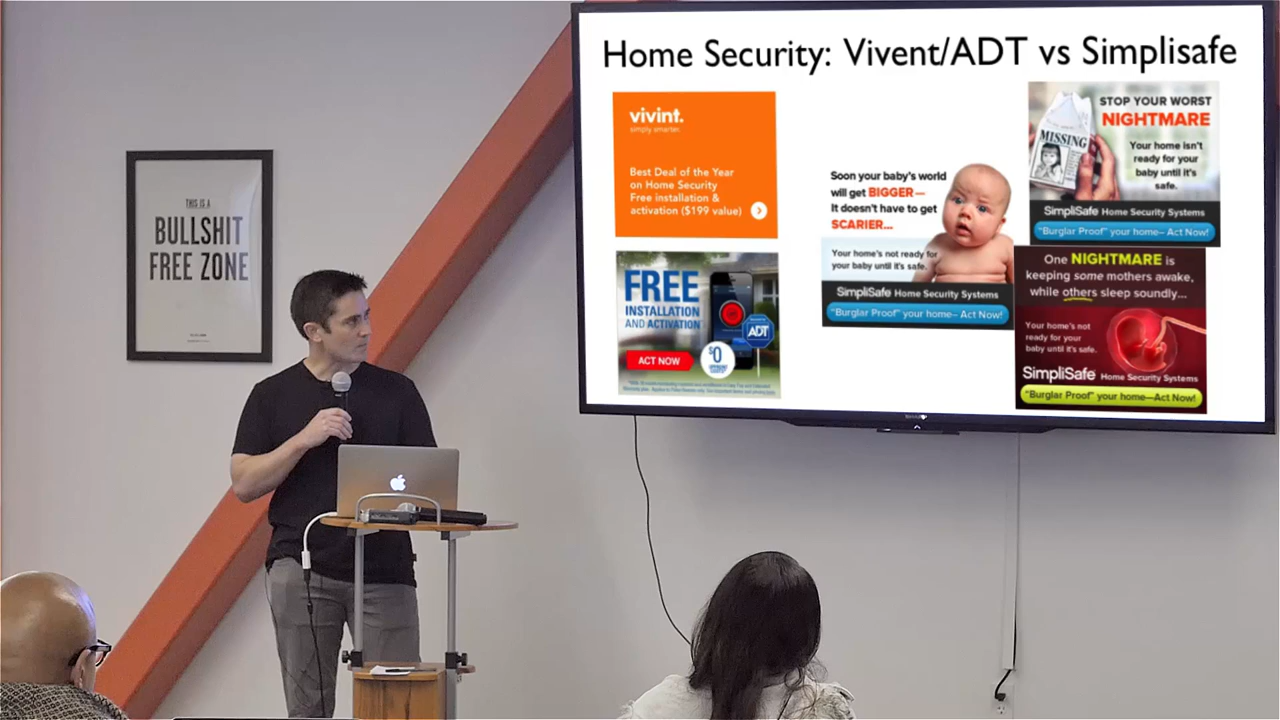 THIS IS A
BULLSHIT
FREE ZONE
Home Security: Vivent/ADT vs Simplisafe
vivint.
simply smarter.
Best Deal of the Year
on Home Security
Free installation &
activation ($199 value)
FREE
INSTALLATION
AND ACTIVATION
ACT NOW
$0
ADT
Soon your baby's world
will get BIGGER—
It doesn't have to get
SCARIER...
Your home's not ready for
your baby until it's safe.
SimpliSafe Home Security Systems
"Burglar Proof" your home— Act Now!
STOP YOUR WORST
NIGHTMARE
MISSING
Your home isn't
ready for your
baby until it's
safe.
SimpliSafe Home Security Systems
"Burglar Proof" your home— Act Now!
One NIGHTMARE is
keeping some mothers awake,
while others sleep soundly...
Your home's not
ready for your
baby until it's safe.
SimpliSafe Home Security Systems
"Burglar Proof" your home—Act Now!